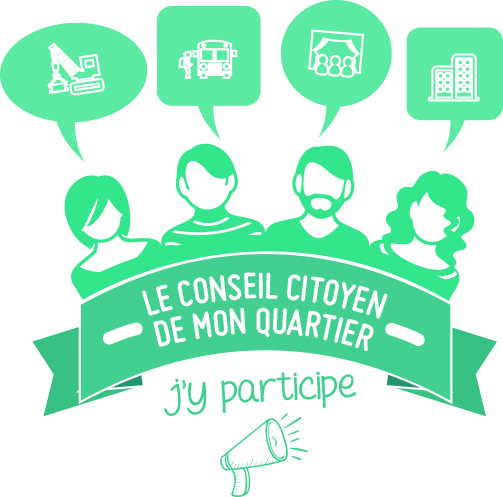 LE CONSEIL CITOYEN
DE MON QUARTIER
j'y participe